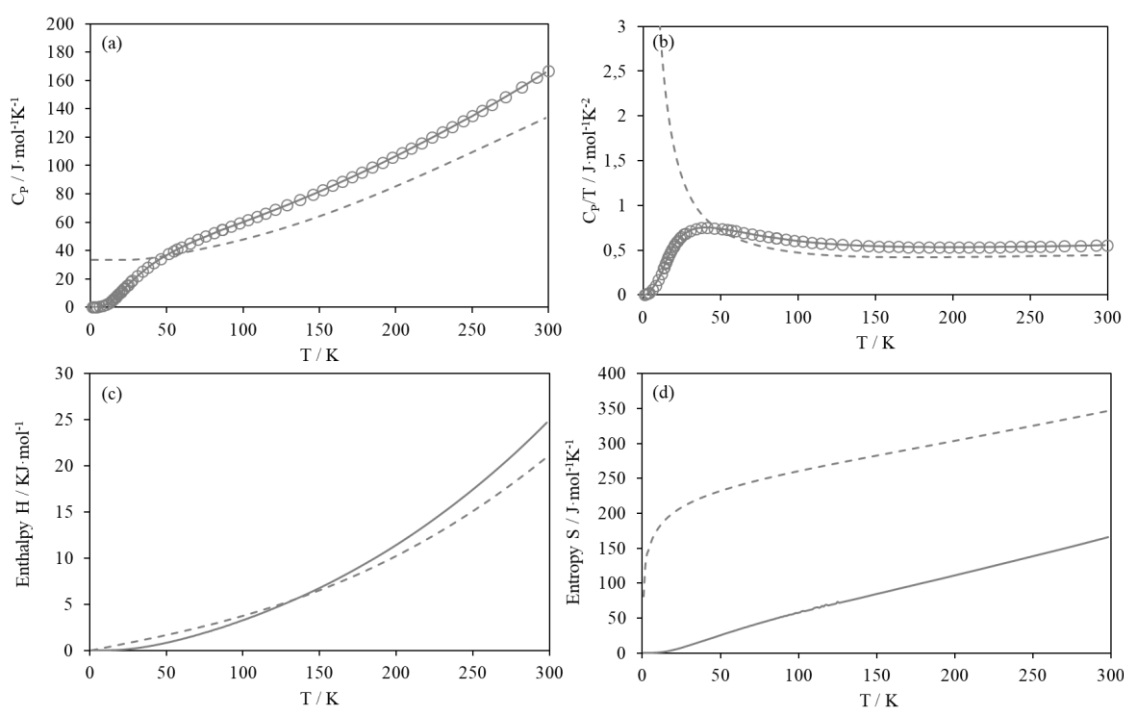 (a)
C_P / J·mol⁻¹K⁻¹
200
180
160
140
120
100
80
60
40
20
0
0 50 100 150 200 250 300
T / K
(b)
C_P/T / J·mol⁻¹K⁻²
3
2,5
2
1,5
1
0,5
0
0 50 100 150 200 250 300
T / K
(c)
Enthalpy H / KJ·mol⁻¹
30
25
20
15
10
5
0
0 50 100 150 200 250 300
T / K
(d)
Entropy S / J·mol⁻¹K⁻¹
400
350
300
250
200
150
100
50
0
0 50 100 150 200 250 300
T / K